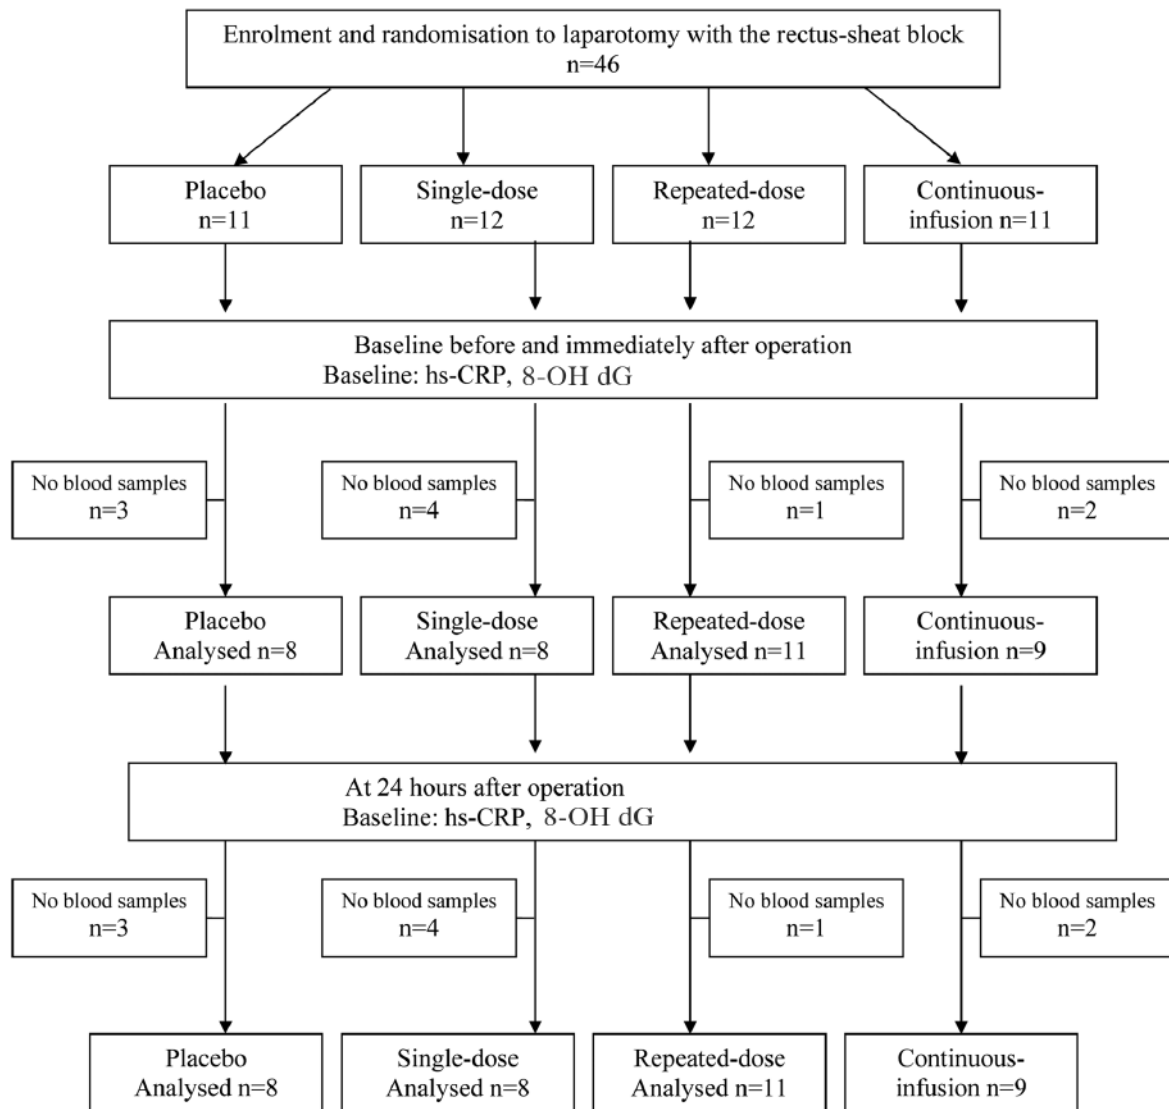 Enrolment and randomisation to laparotomy with the rectus-sheat block
n=46
Placebo
n=11
Single-dose
n=12
Repeated-dose
n=12
Continuous-
infusion n=11
Baseline before and immediately after operation
Baseline: hs-CRP, 8-OH dG
No blood samples
n=3
No blood samples
n=4
No blood samples
n=1
No blood samples
n=2
Placebo
Analysed n=8
Single-dose
Analysed n=8
Repeated-dose
Analysed n=11
Continuous-
infusion n=9
At 24 hours after operation
Baseline: hs-CRP, 8-OH dG
No blood samples
n=3
No blood samples
n=4
No blood samples
n=1
No blood samples
n=2
Placebo
Analysed n=8
Single-dose
Analysed n=8
Repeated-dose
Analysed n=11
Continuous-
infusion n=9